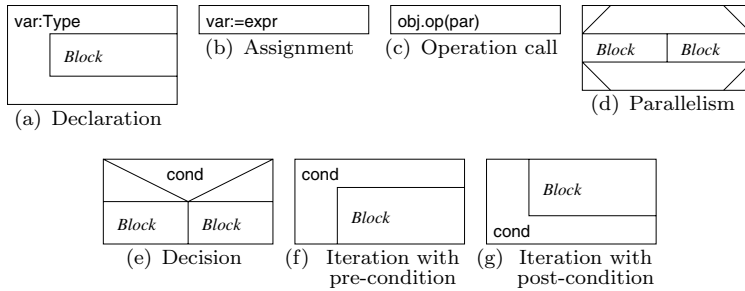 var:Type
Block
(a) Declaration
var:=expr
(b) Assignment
obj.op(par)
(c) Operation call
Block Block
(d) Parallelism
cond
Block Block
(e) Decision
cond
Block
(f) Iteration with
pre-condition
Block
cond
(g) Iteration with
post-condition